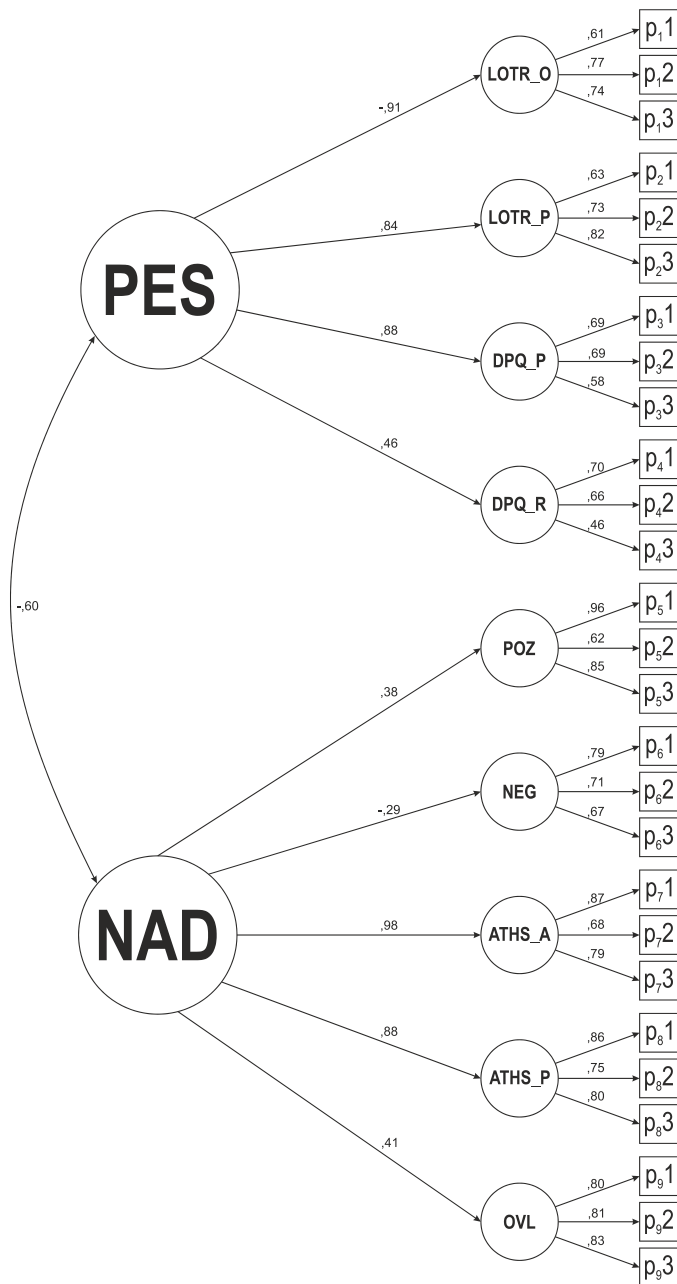 ,61
p₁1
LOTR_O
,77
p₁2
,74
p₁3
-,91
,63
p₂1
LOTR_P
,73
p₂2
,84
,82
p₂3
PES
,69
p₃1
,88
DPQ_P
,69
p₃2
,58
p₃3
,46
,70
p₄1
DPQ_R
,66
p₄2
,46
p₄3
-,60
,96
p₅1
POZ
,62
p₅2
,38
,85
p₅3
,79
p₆1
NEG
,71
p₆2
-,29
,67
p₆3
,87
p₇1
NAD
,98
ATHS_A
,68
p₇2
,79
p₇3
,88
,86
p₈1
ATHS_P
,75
p₈2
,80
p₈3
,41
,80
p₉1
OVL
,81
p₉2
,83
p₉3